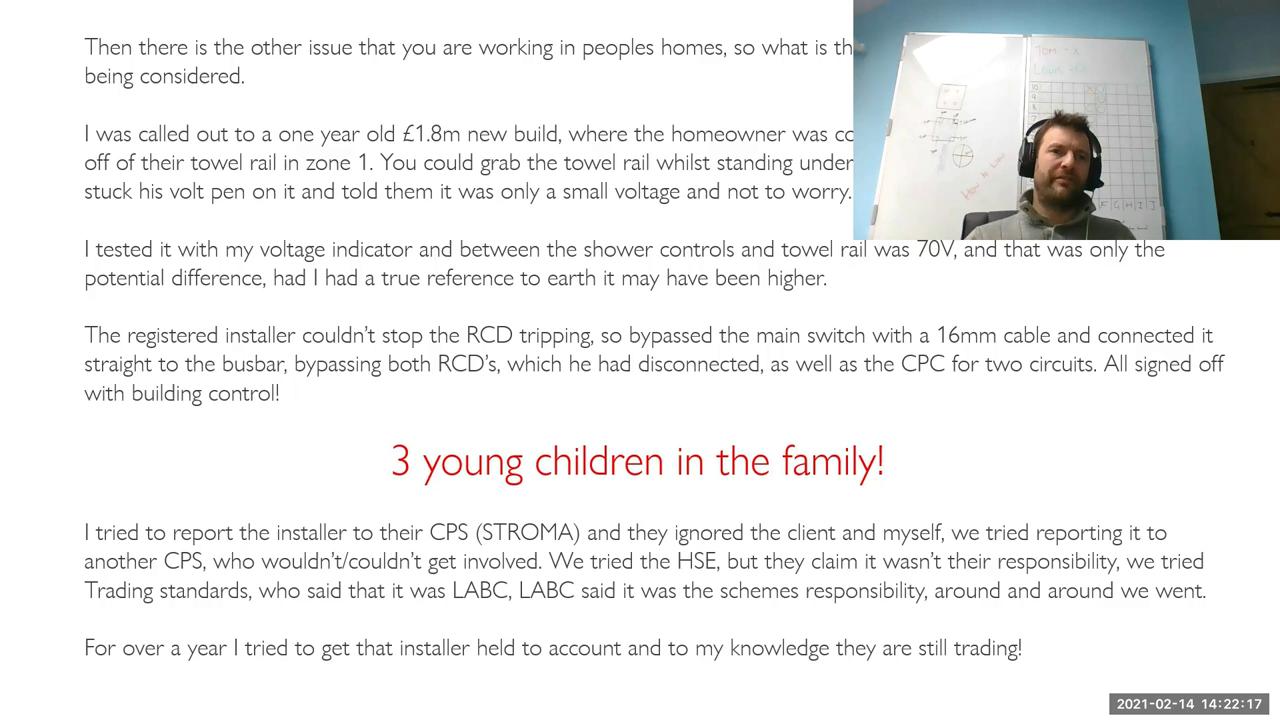 Then there is the other issue that you are working in peoples homes, so what is th
being considered.
I was called out to a one year old £1.8m new build, where the homeowner was co
off of their towel rail in zone 1. You could grab the towel rail whilst standing under
stuck his volt pen on it and told them it was only a small voltage and not to worry.
I tested it with my voltage indicator and between the shower controls and towel rail was 70V, and that was only the
potential difference, had I had a true reference to earth it may have been higher.
The registered installer couldn't stop the RCD tripping, so bypassed the main switch with a 16mm cable and connected it
straight to the busbar, bypassing both RCD's, which he had disconnected, as well as the CPC for two circuits. All signed off
with building control!
3 young children in the family!
I tried to report the installer to their CPS (STROMA) and they ignored the client and myself, we tried reporting it to
another CPS, who wouldn't/couldn't get involved. We tried the HSE, but they claim it wasn't their responsibility, we tried
Trading standards, who said that it was LABC, LABC said it was the schemes responsibility, around and around we went.
For over a year I tried to get that installer held to account and to my knowledge they are still trading!
TOM - X
10
9
8
F G H I J
2021-02-14 14:22:17